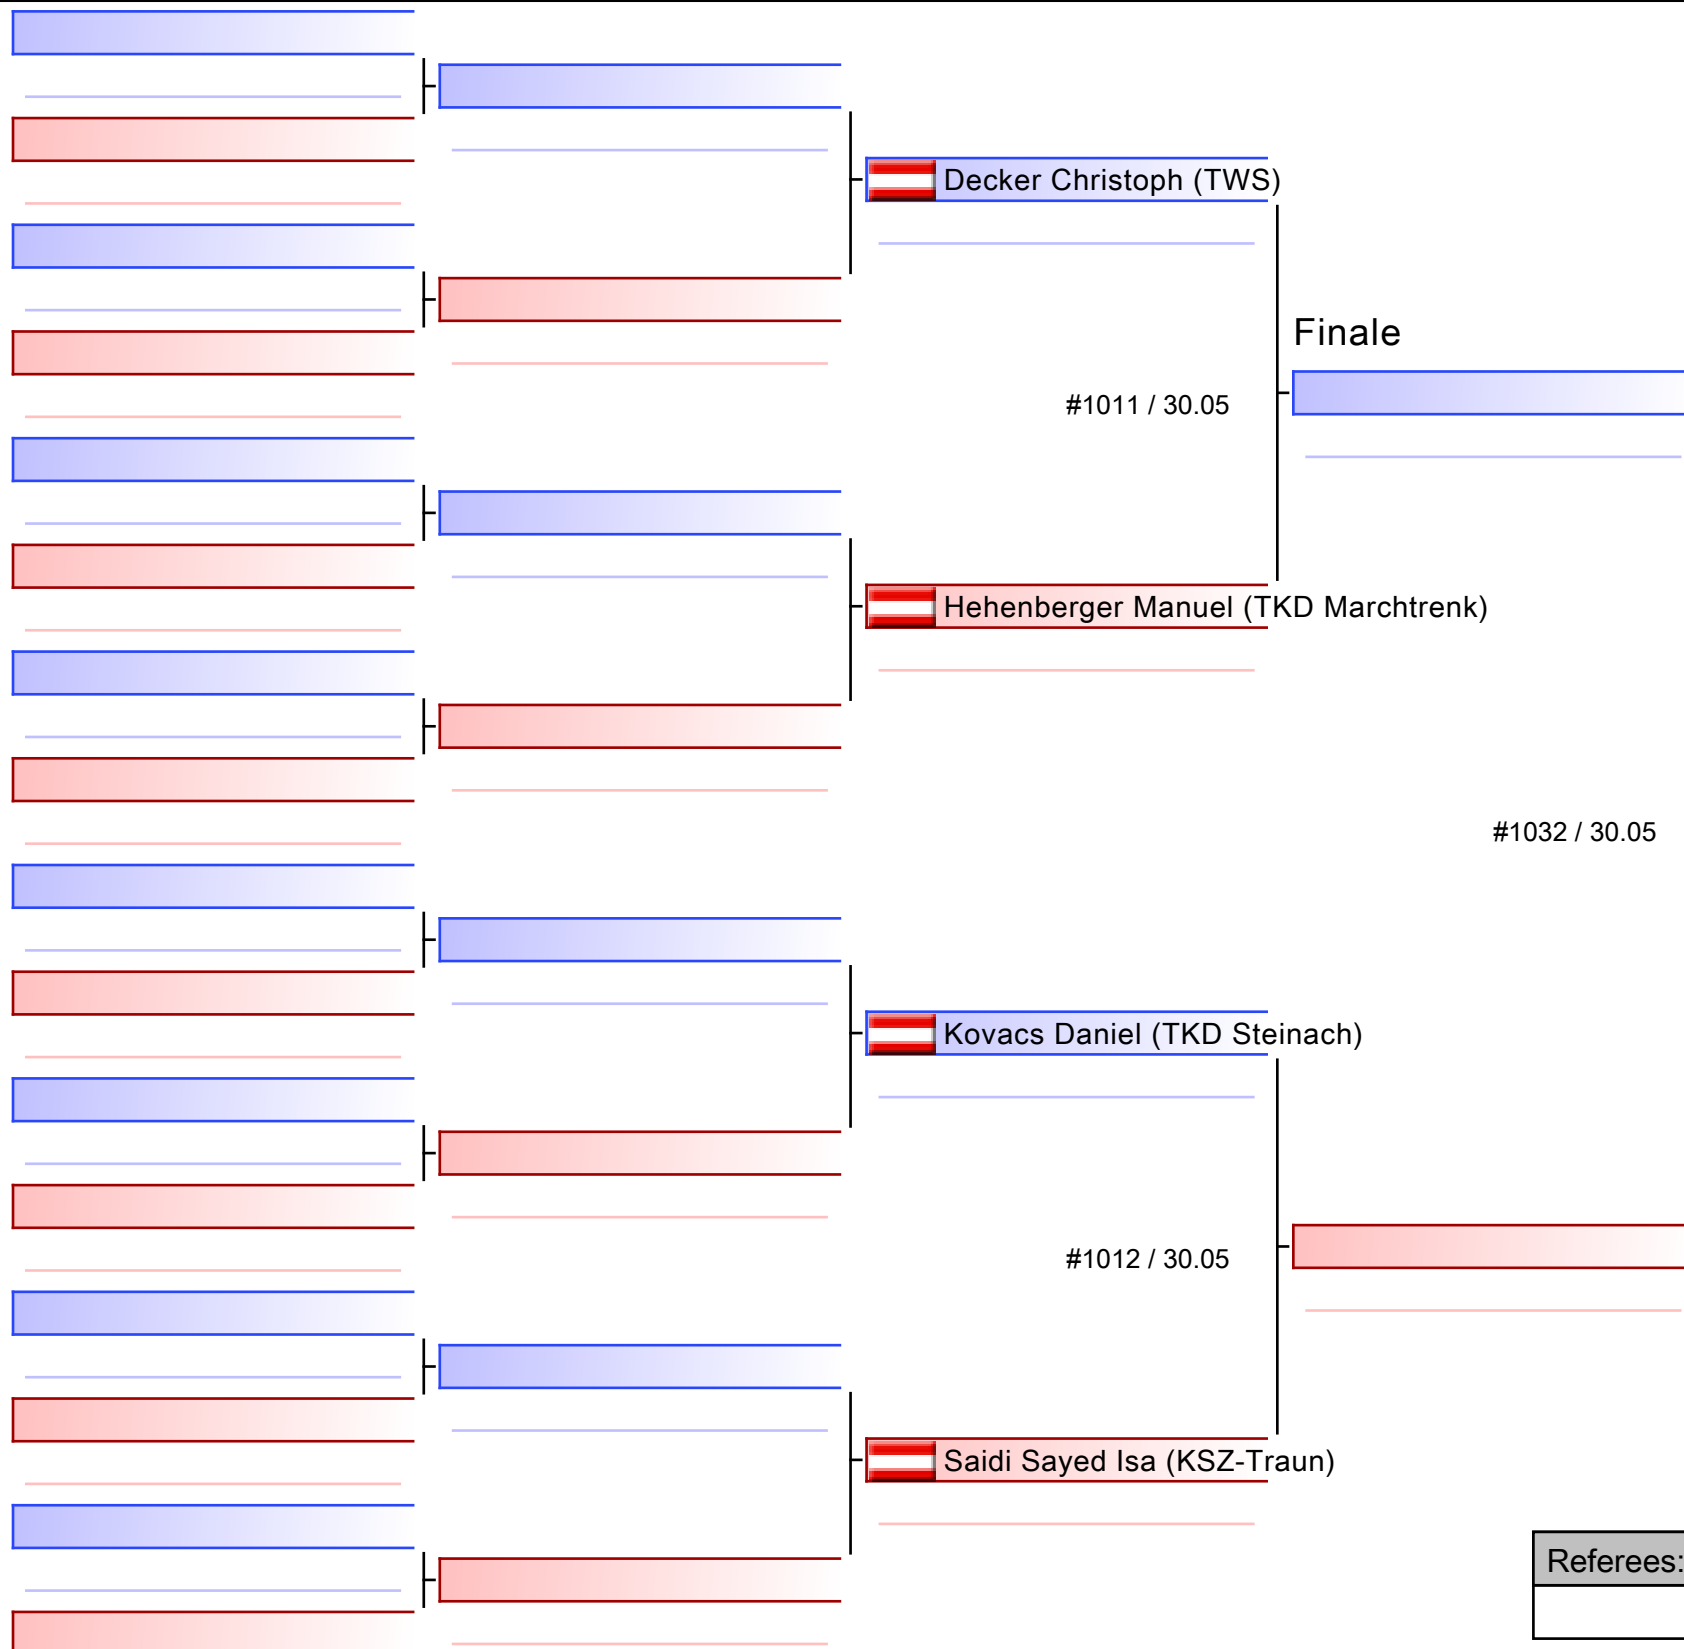 Decker Christoph (TWS)
Finale
#1011 / 30.05
Hehenberger Manuel (TKD Marchtrenk)
#1032 / 30.05
Kovacs Daniel (TKD Steinach)
#1012 / 30.05
Saidi Sayed Isa (KSZ-Traun)
Referees: